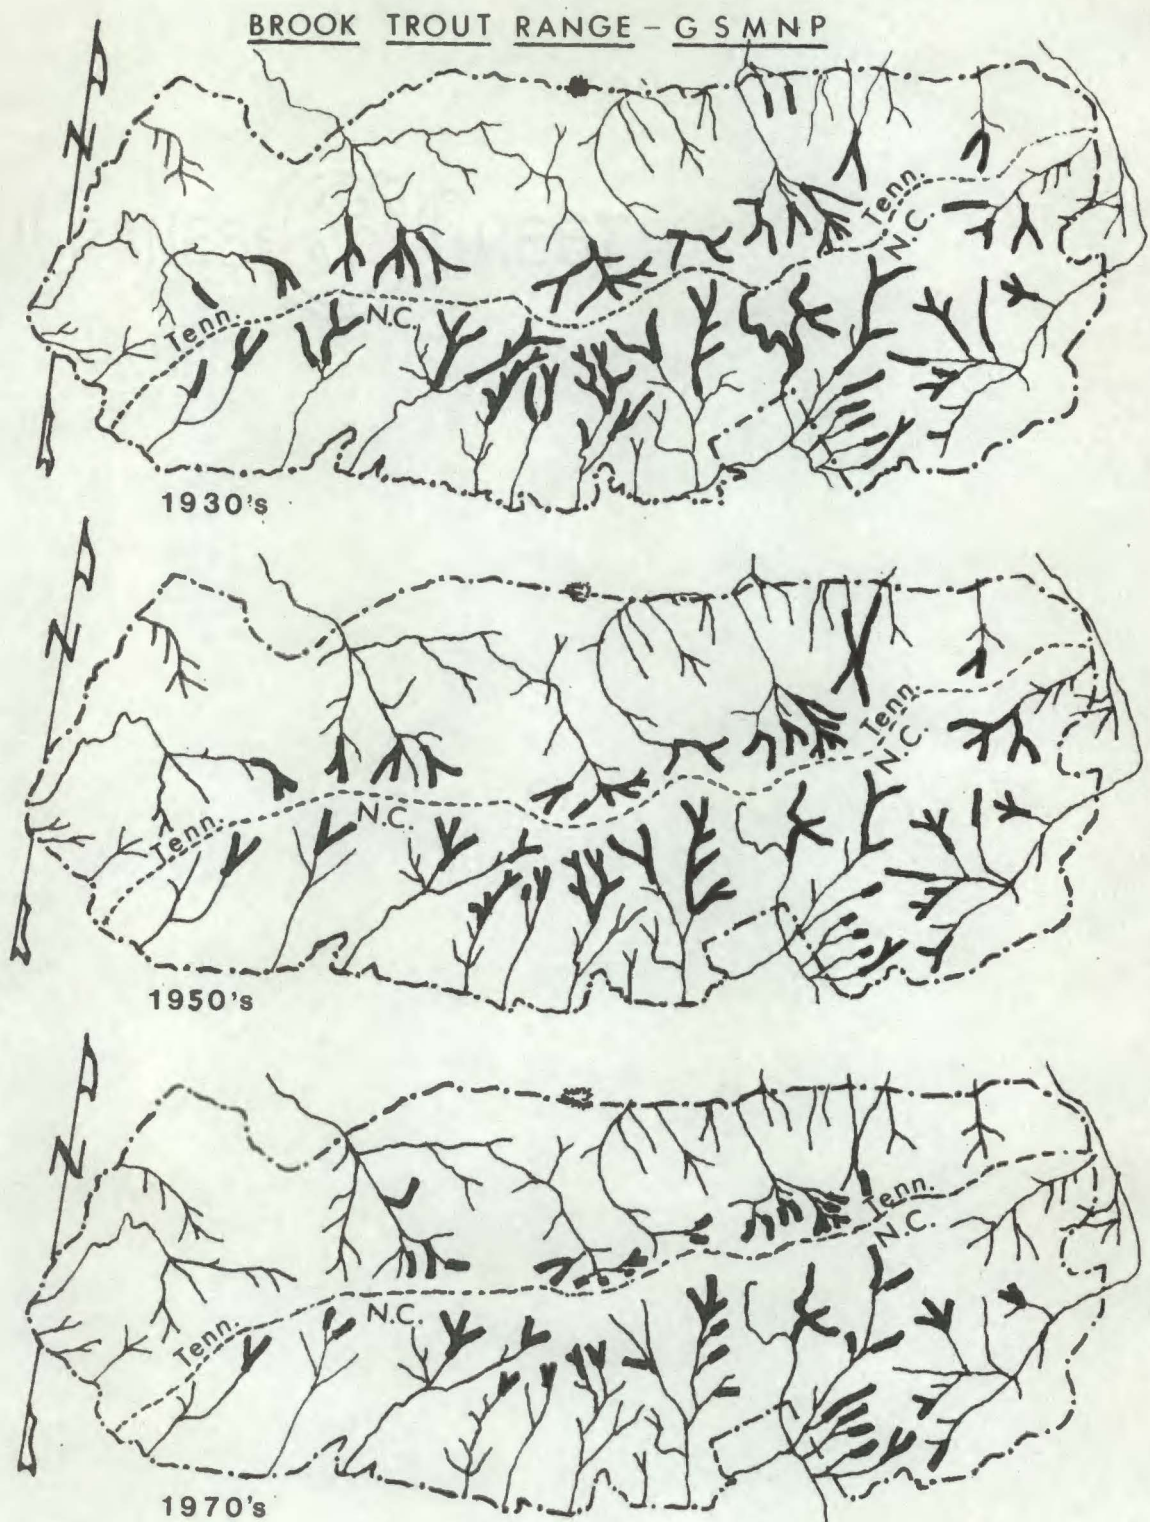 BROOK TROUT RANGE – G S M N P
N
Tenn.
N.C.
Tenn.
N.C.
1930's
N
Tenn.
N.C.
Tenn.
N.C.
1950's
N
Tenn.
N.C.
Tenn.
N.C.
1970's